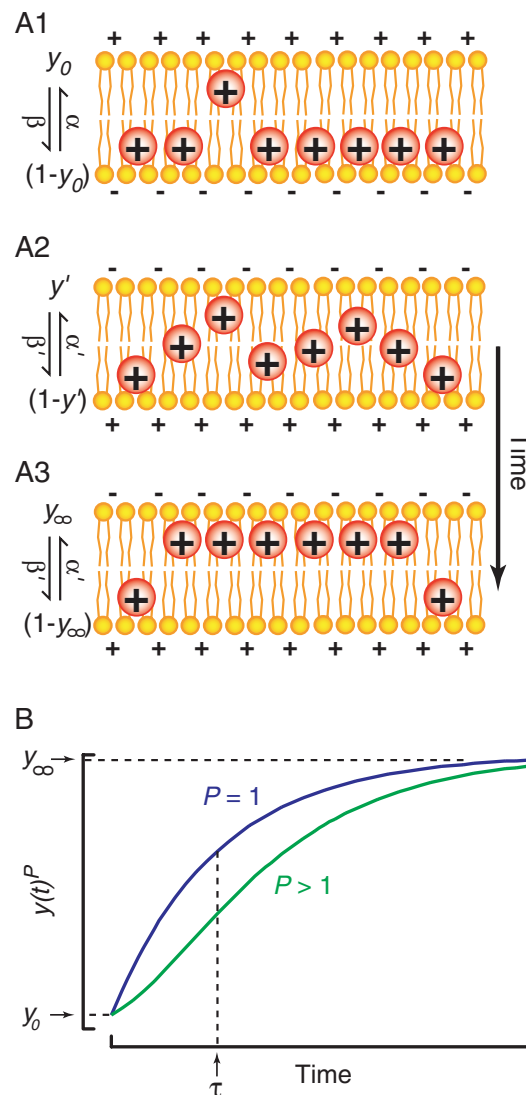 A1
+ + + + + + + + +
y₀
+
β α
+ + + + + + +
(1-y₀)
- - - - - - - - -
A2
- - - - - - - - -
y'
+ +
β' α'
+ + + +
+ +
(1-y')
+ + + + + + + + +
Time
A3
- - - - - - - - -
y∞
+ + + + + +
β' α'
+ +
(1-y∞)
+ + + + + + + + +
B
y∞
P = 1
P > 1
y(t)ᴾ
y₀
τ
Time